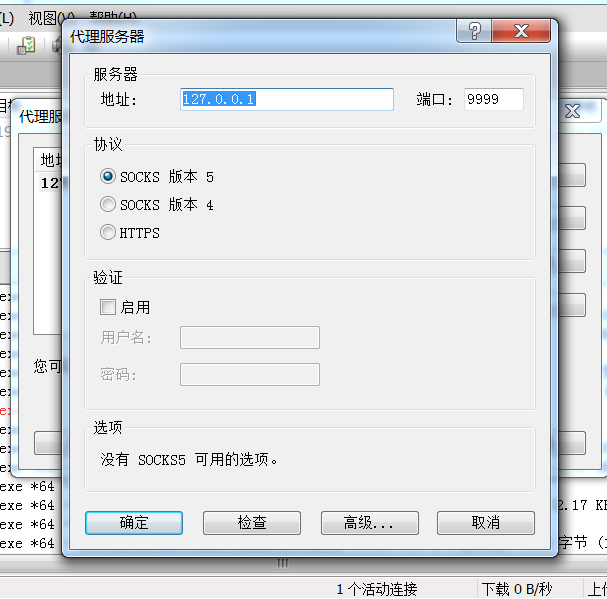 (L) 视图(V) 帮助(H)
代理服务器
服务器
地址: 127.0.0.1 端口: 9999
协议
SOCKS 版本 5
SOCKS 版本 4
HTTPS
验证
启用
用户名:
密码:
选项
没有 SOCKS5 可用的选项。
确定 检查 高级... 取消
代理服
地址
12
您可
exe *64
exe *64
2.17 KB
exe *64
exe *64
字节
1 个活动连接 下载 0 B/秒 上传